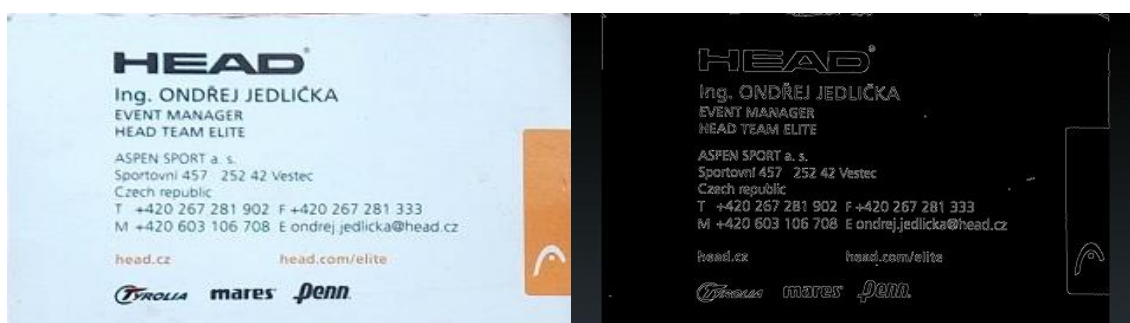 HEAD®
Ing. ONDŘEJ JEDLIČKA
EVENT MANAGER
HEAD TEAM ELITE
ASPEN SPORT a. s.
Sportovní 457 252 42 Vestec
Czech republic
T +420 267 281 902 F +420 267 281 333
M +420 603 106 708 E ondrej.jedlicka@head.cz
head.cz head.com/elite
TYROLIA mares Penn.
HEAD®
Ing. ONDŘEJ JEDLIČKA
EVENT MANAGER
HEAD TEAM ELITE
ASPEN SPORT a. s.
Sportovní 457 252 42 Vestec
Czech republic
T +420 267 281 902 F +420 267 281 333
M +420 603 106 708 E ondrej.jedlicka@head.cz
head.cz head.com/elite
TYROLIA mares Penn.